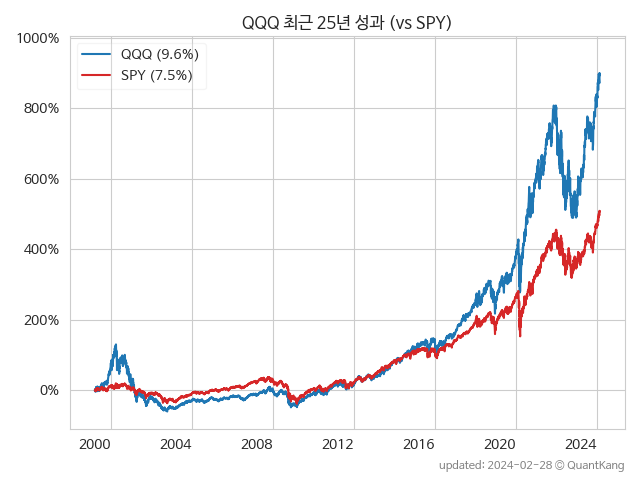 QQQ 최근 25년 성과 (vs SPY)
1000%
QQQ (9.6%)
SPY (7.5%)
800%
600%
400%
200%
0%
2000 2004 2008 2012 2016 2020 2024
updated: 2024-02-28 © QuantKang